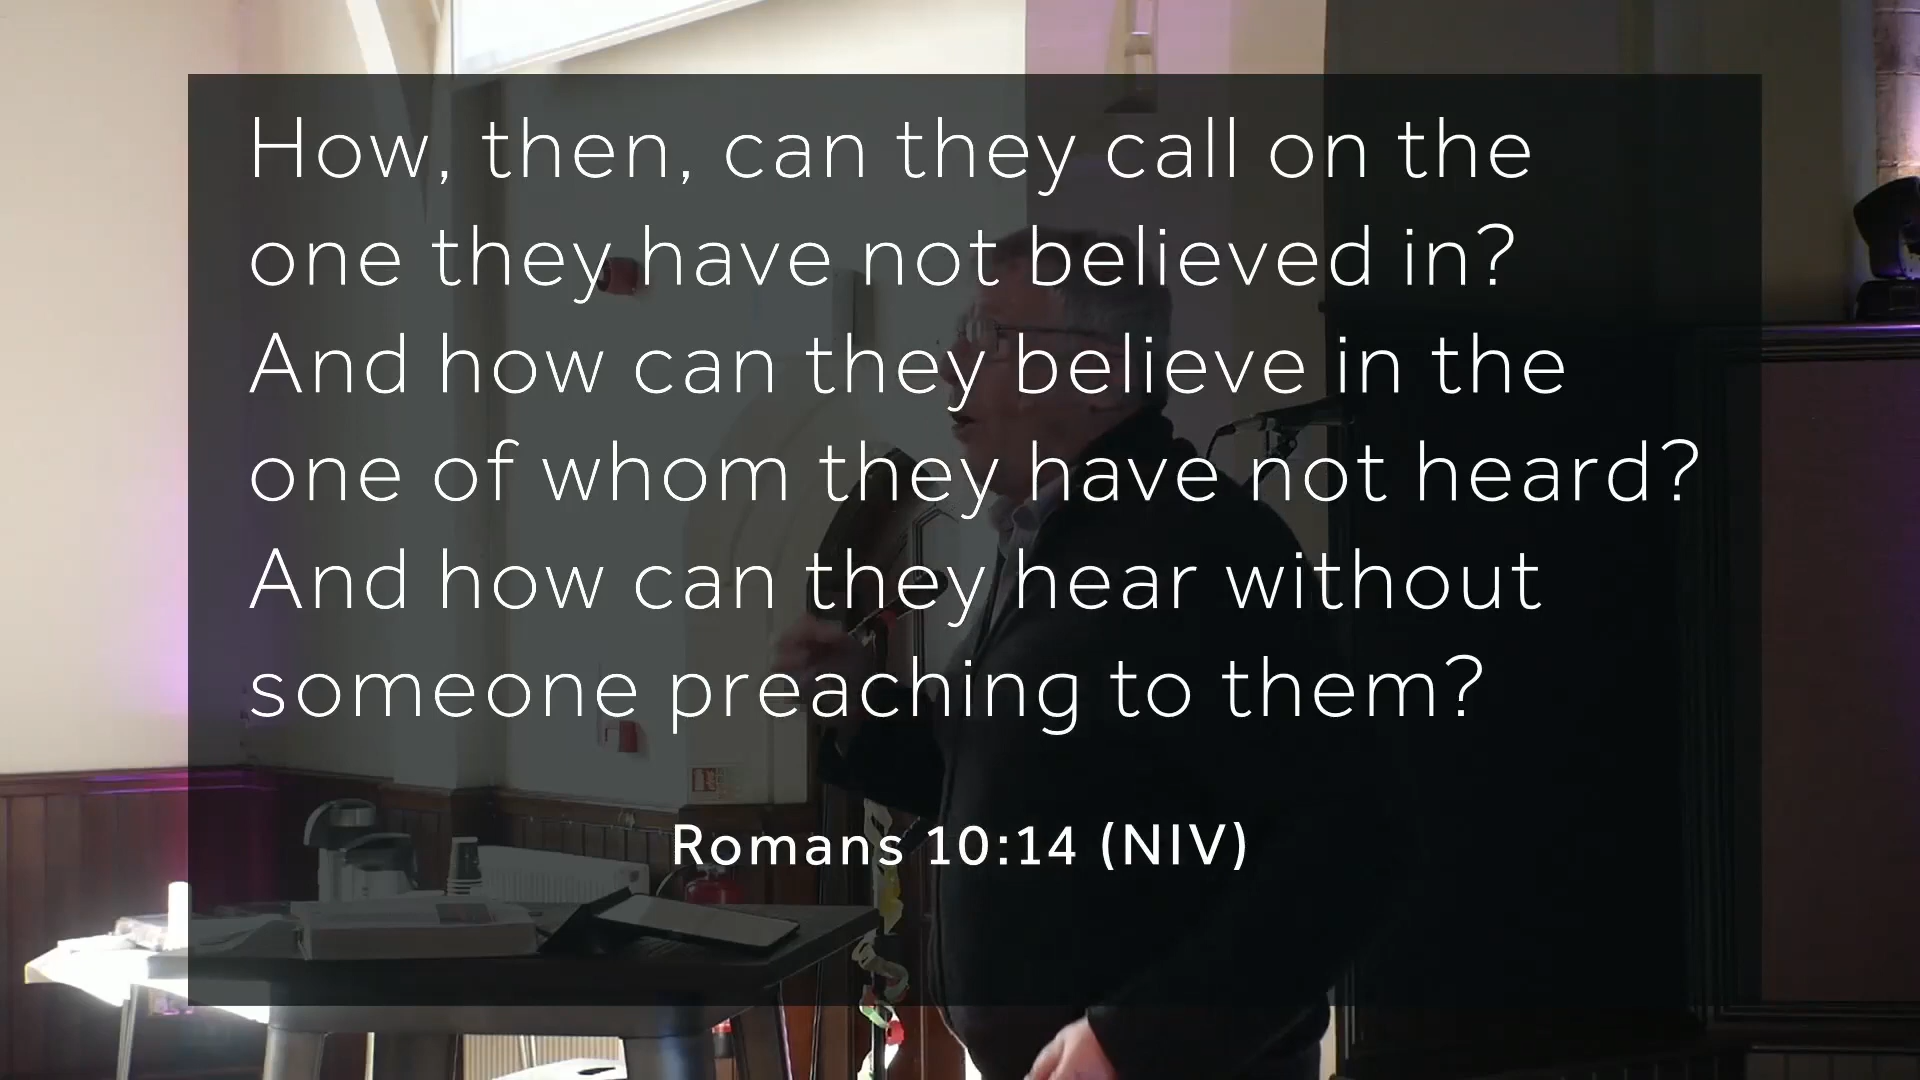 How, then, can they call on the
one they have not believed in?
And how can they believe in the
one of whom they have not heard?
And how can they hear without
someone preaching to them?
Romans 10:14 (NIV)